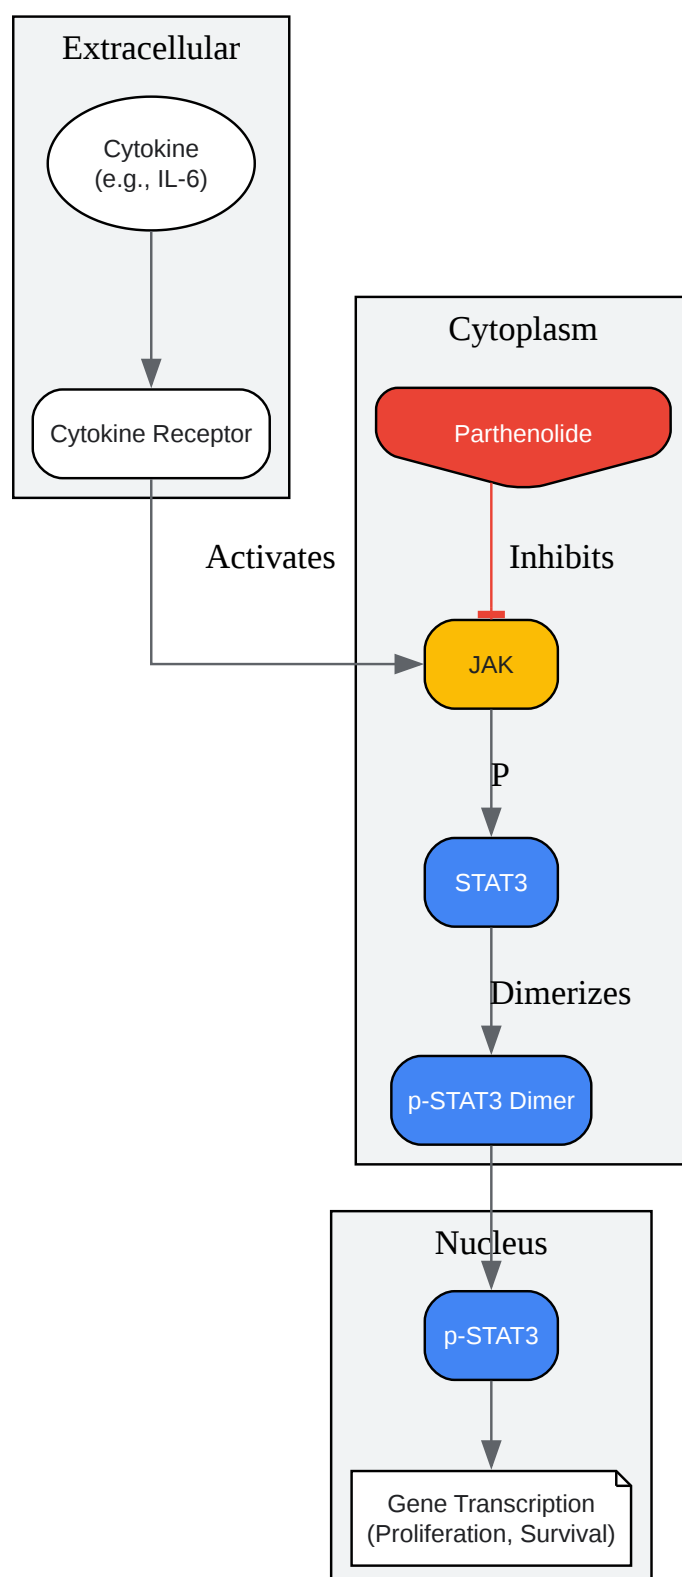 Extracellular
Cytokine
(e.g., IL-6)
Cytokine Receptor
Activates
Cytoplasm
Parthenolide
Inhibits
JAK
P
STAT3
Dimerizes
p-STAT3 Dimer
Nucleus
p-STAT3
Gene Transcription
(Proliferation, Survival)